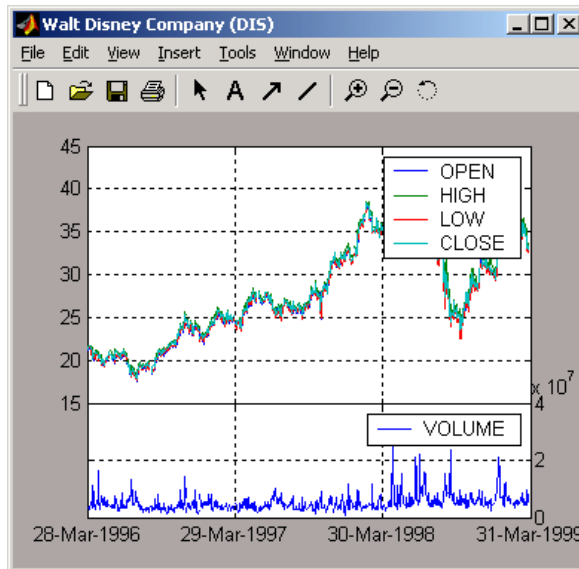 Walt Disney Company (DIS)
File Edit View Insert Tools Window Help
A
45
40
35
30
25
20
15
OPEN
HIGH
LOW
CLOSE
x 10^7
4
2
0
VOLUME
28-Mar-1996 29-Mar-1997 30-Mar-1998 31-Mar-1999